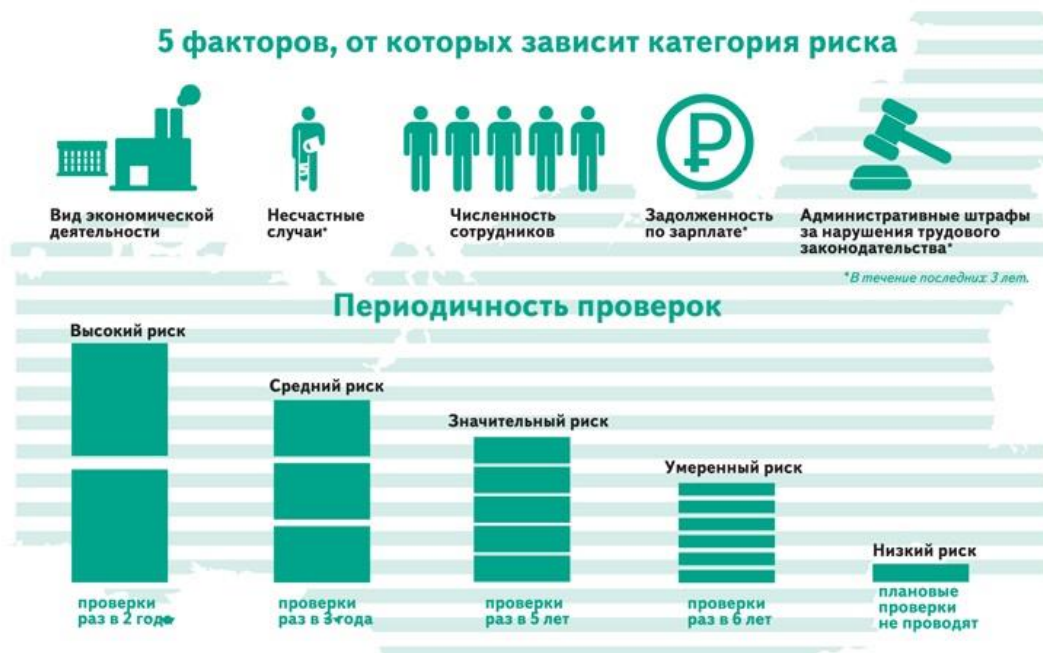 5 факторов, от которых зависит категория риска
Вид экономической
деятельности
Несчастные
случаи*
Численность
сотрудников
Задолженность
по зарплате*
Административные штрафы
за нарушения трудового
законодательства*
*В течение последних 3 лет.
Периодичность проверок
Высокий риск
Средний риск
Значительный риск
Умеренный риск
Низкий риск
проверки
раз в 2 года
проверки
раз в 3 года
проверки
раз в 5 лет
проверки
раз в 6 лет
плановые
проверки
не проводят